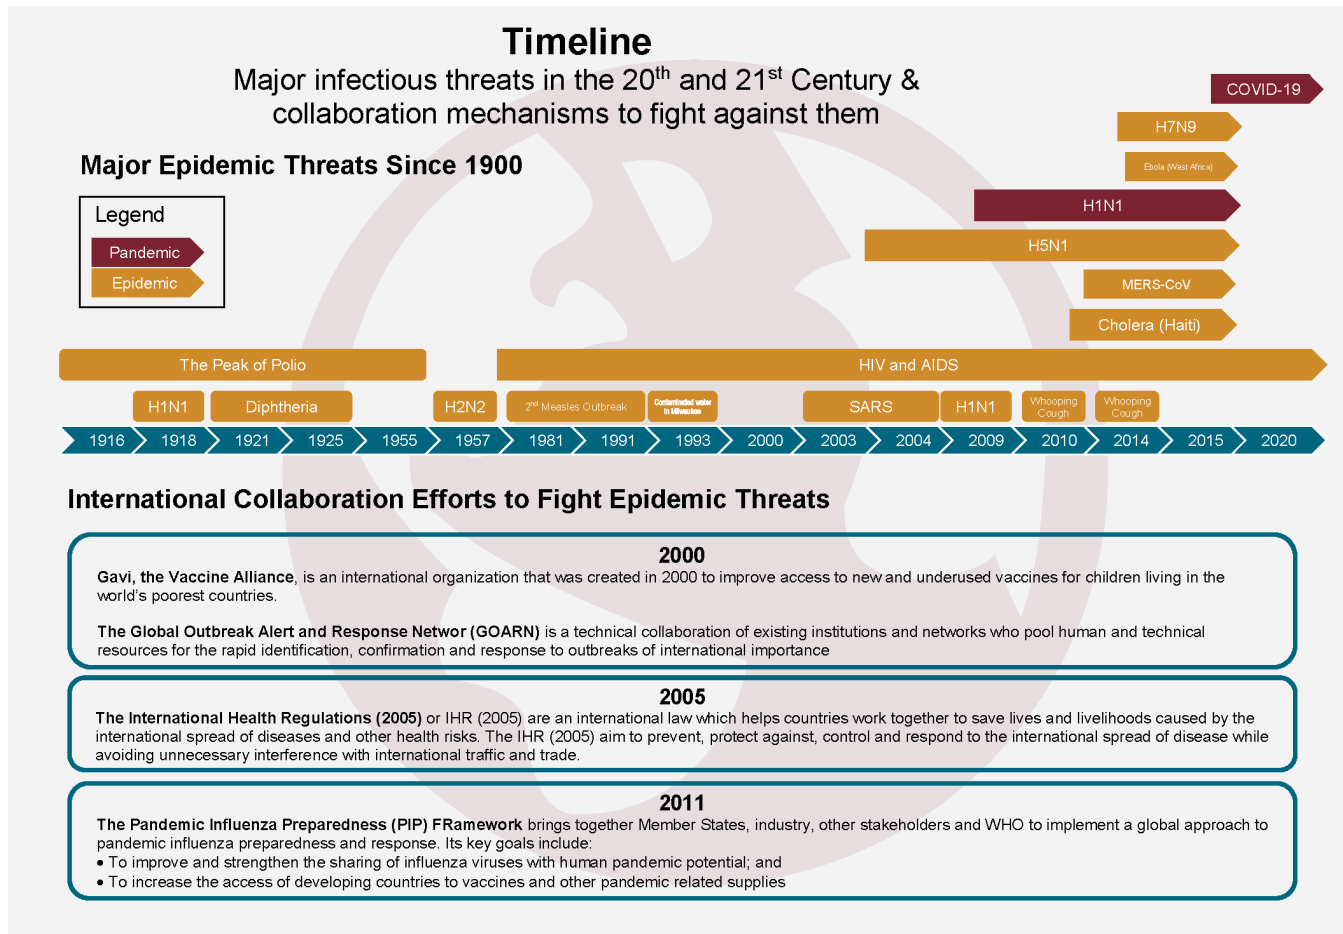 Timeline
Major infectious threats in the 20th and 21st Century &
collaboration mechanisms to fight against them
Major Epidemic Threats Since 1900
Legend
Pandemic
Epidemic
COVID-19
H7N9
Ebola (West Africa)
H1N1
H5N1
MERS-CoV
Cholera (Haiti)
The Peak of Polio
HIV and AIDS
H1N1
Diphtheria
H2N2
2nd Measles Outbreak
Contaminated water
in Milwaukee
SARS
H1N1
Whooping
Cough
Whooping
Cough
1916 1918 1921 1925 1955 1957 1981 1991 1993 2000 2003 2004 2009 2010 2014 2015 2020
International Collaboration Efforts to Fight Epidemic Threats
2000
Gavi, the Vaccine Alliance, is an international organization that was created in 2000 to improve access to new and underused vaccines for children living in the
world's poorest countries.
The Global Outbreak Alert and Response Networ (GOARN) is a technical collaboration of existing institutions and networks who pool human and technical
resources for the rapid identification, confirmation and response to outbreaks of international importance
2005
The International Health Regulations (2005) or IHR (2005) are an international law which helps countries work together to save lives and livelihoods caused by the
international spread of diseases and other health risks. The IHR (2005) aim to prevent, protect against, control and respond to the international spread of disease while
avoiding unnecessary interference with international traffic and trade.
2011
The Pandemic Influenza Preparedness (PIP) FRamework brings together Member States, industry, other stakeholders and WHO to implement a global approach to
pandemic influenza preparedness and response. Its key goals include:
• To improve and strengthen the sharing of influenza viruses with human pandemic potential; and
• To increase the access of developing countries to vaccines and other pandemic related supplies